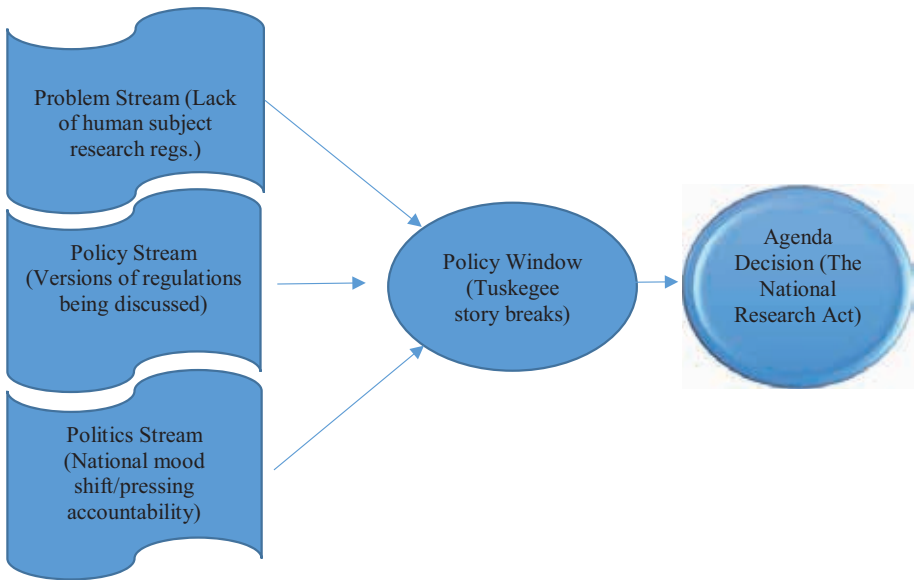 Problem Stream (Lack
of human subject
research regs.)
Policy Stream
(Versions of regulations
being discussed)
Politics Stream
(National mood
shift/pressing
accountability)
Policy Window
(Tuskegee
story breaks)
Agenda
Decision (The
National
Research Act)